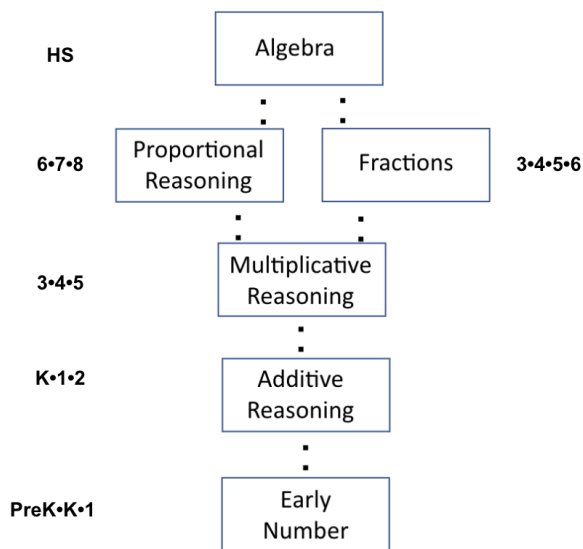 HS
Algebra
6•7•8
Proportional
Reasoning
Fractions
3•4•5•6
3•4•5
Multiplicative
Reasoning
K•1•2
Additive
Reasoning
PreK•K•1
Early
Number